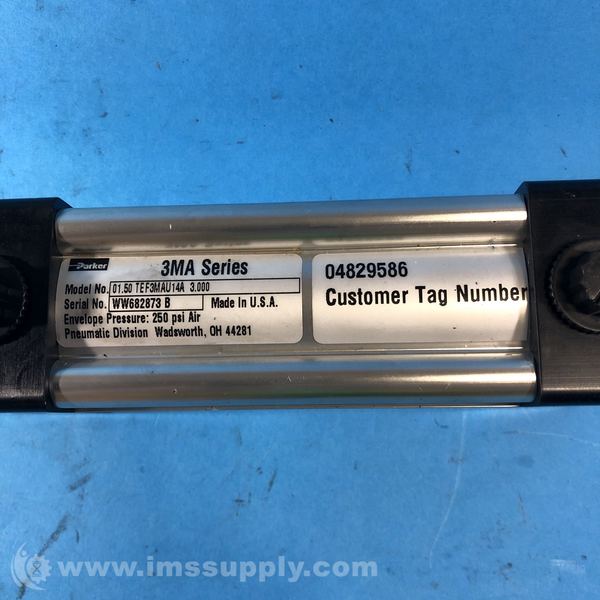 Parker
3MA Series
Model No. 01.50 TEF3MAU14A 3.000
Serial No. WW682873 B Made in U.S.A.
Envelope Pressure: 250 psi Air
Pneumatic Division Wadsworth, OH 44281
04829586
Customer Tag Number
www.imssupply.com